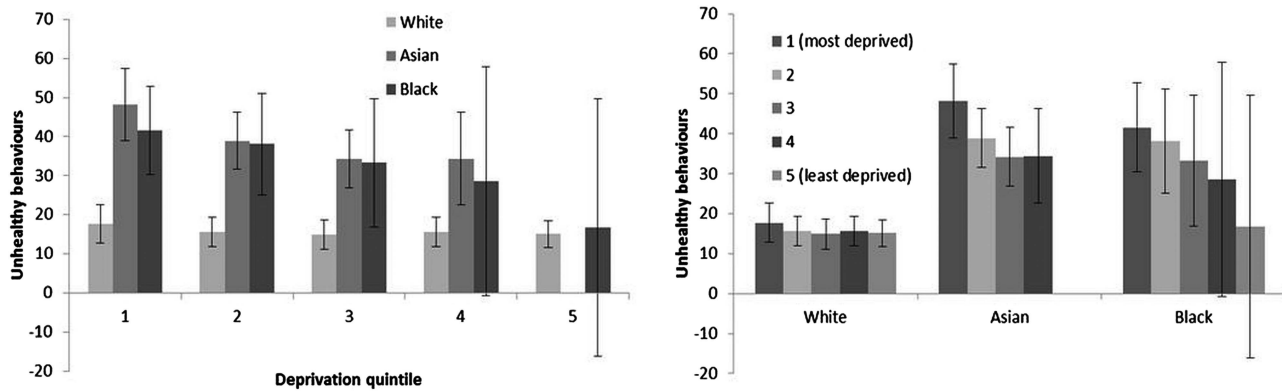 70
60
50
40
30
20
10
0
-10
-20
Unhealthy behaviours
White
Asian
Black
1 2 3 4 5
Deprivation quintile
70
60
50
40
30
20
10
0
-10
-20
Unhealthy behaviours
1 (most deprived)
2
3
4
5 (least deprived)
White Asian Black